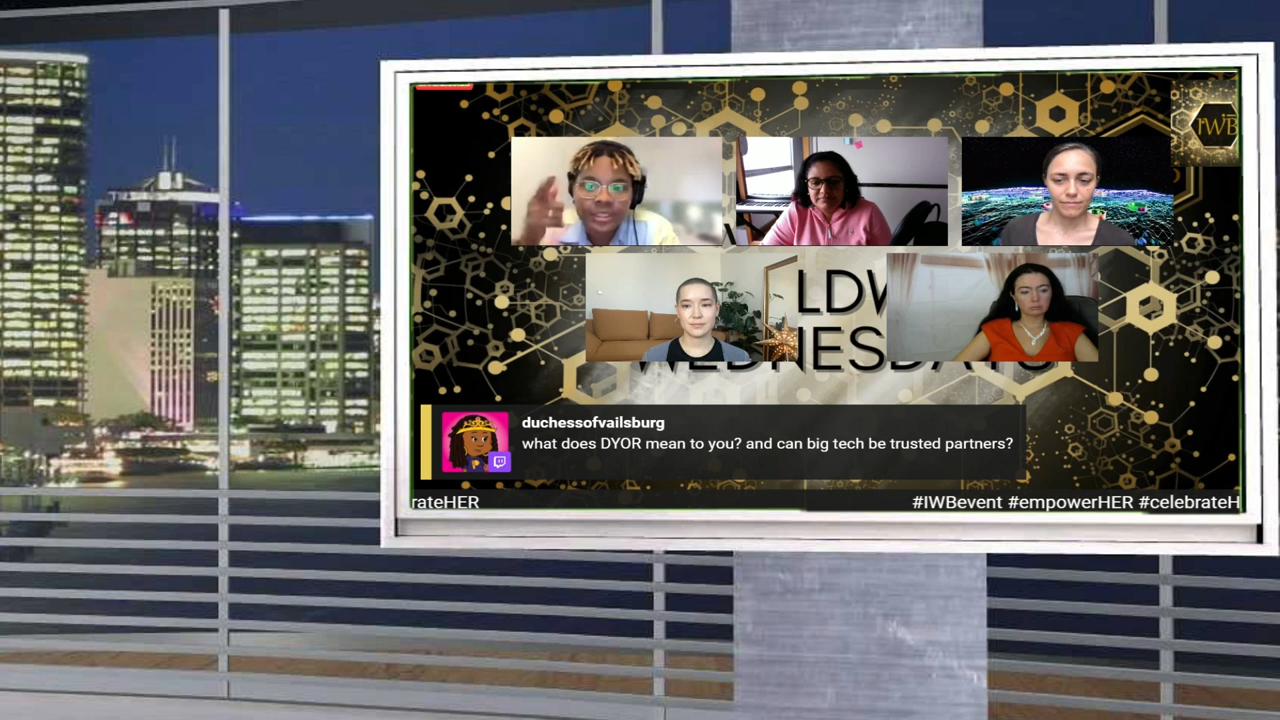 IWB
LDW
NESDAYS
duchessofvailsburg
what does DYOR mean to you? and can big tech be trusted partners?
rateHER
#IWBevent #empowerHER #celebrateH